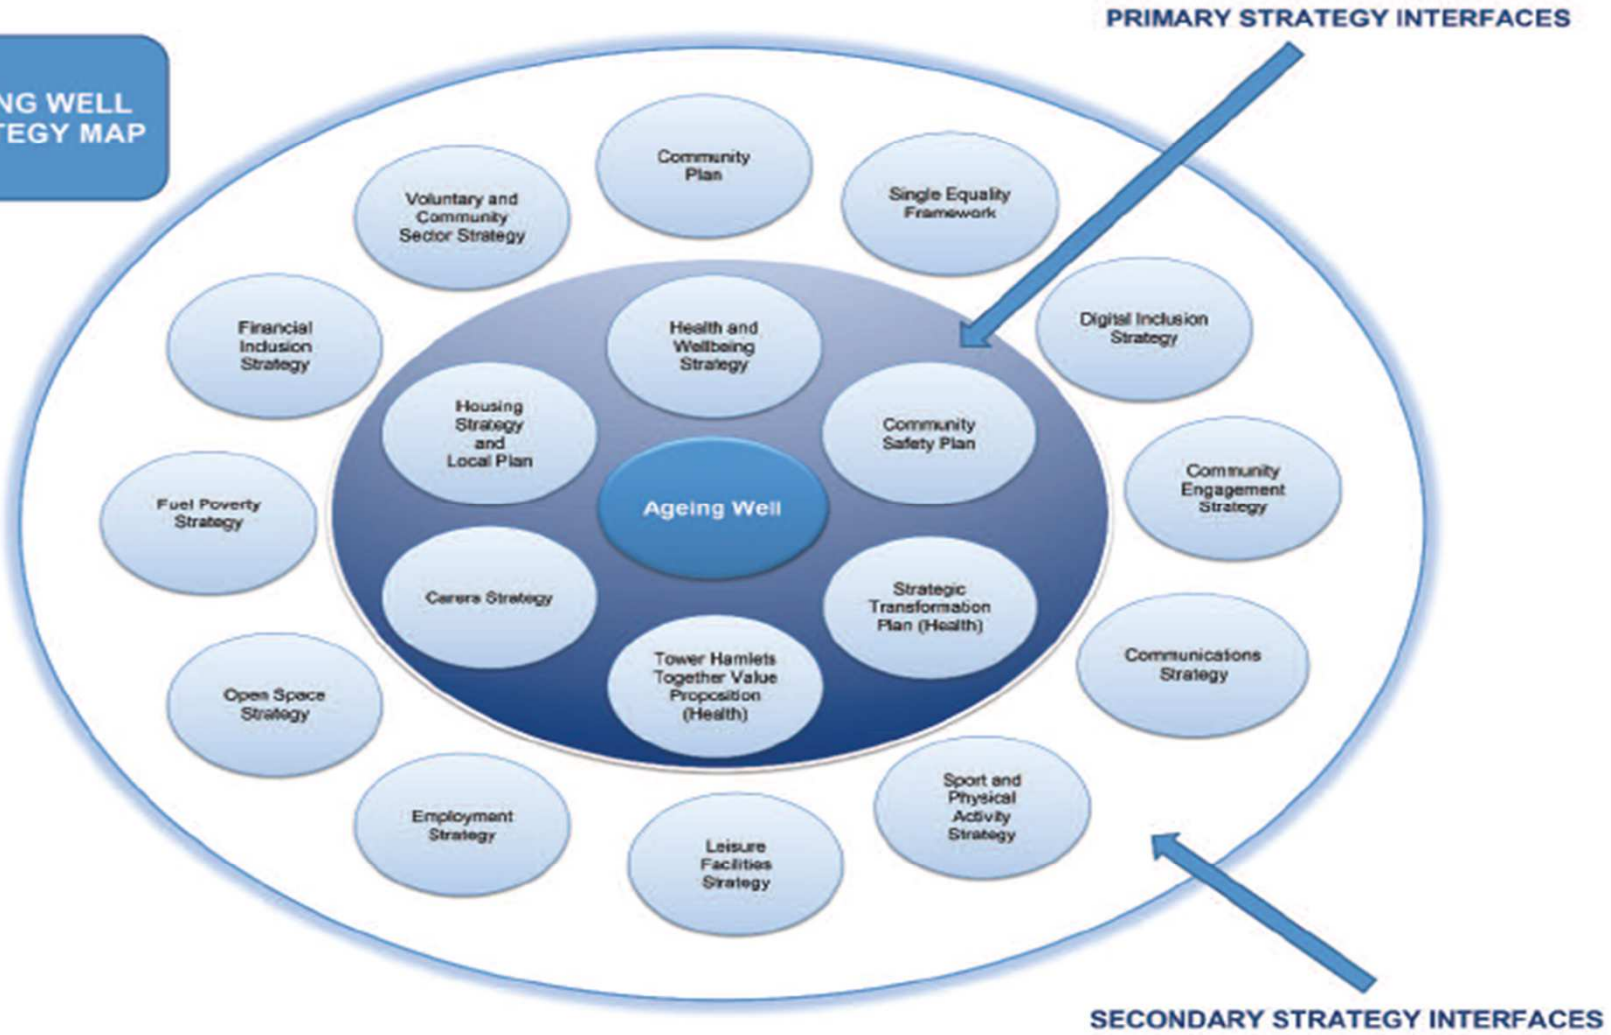 PRIMARY STRATEGY INTERFACES
NG WELL
TEGY MAP
Community
Plan
Single Equality
Framework
Voluntary and
Community
Sector Strategy
Digital Inclusion
Strategy
Financial
Inclusion
Strategy
Health and
Wellbeing
Strategy
Housing
Strategy
and
Local Plan
Community
Safety Plan
Community
Engagement
Strategy
Fuel Poverty
Strategy
Ageing Well
Carers Strategy
Strategic
Transformation
Plan (Health)
Tower Hamlets
Together Value
Proposition
(Health)
Communications
Strategy
Open Space
Strategy
Employment
Strategy
Leisure
Facilities
Strategy
Sport and
Physical
Activity
Strategy
SECONDARY STRATEGY INTERFACES